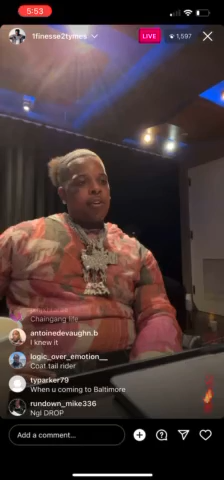 5:53
1finesse2tymes
LIVE
1,597
Chaingang life
antoinedevaughn.b
I knew it
logic_over_emotion__
Coat tail rider
typarker79
When u coming to Baltimore
rundown_mike336
Ngl DROP
Add a comment...